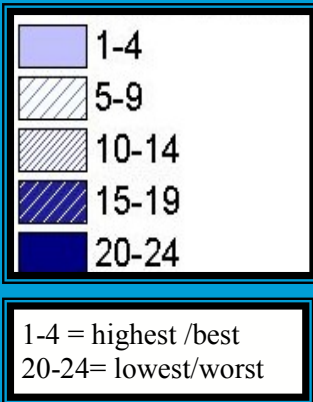 1-4
5-9
10-14
15-19
20-24
1-4 = highest /best
20-24= lowest/worst